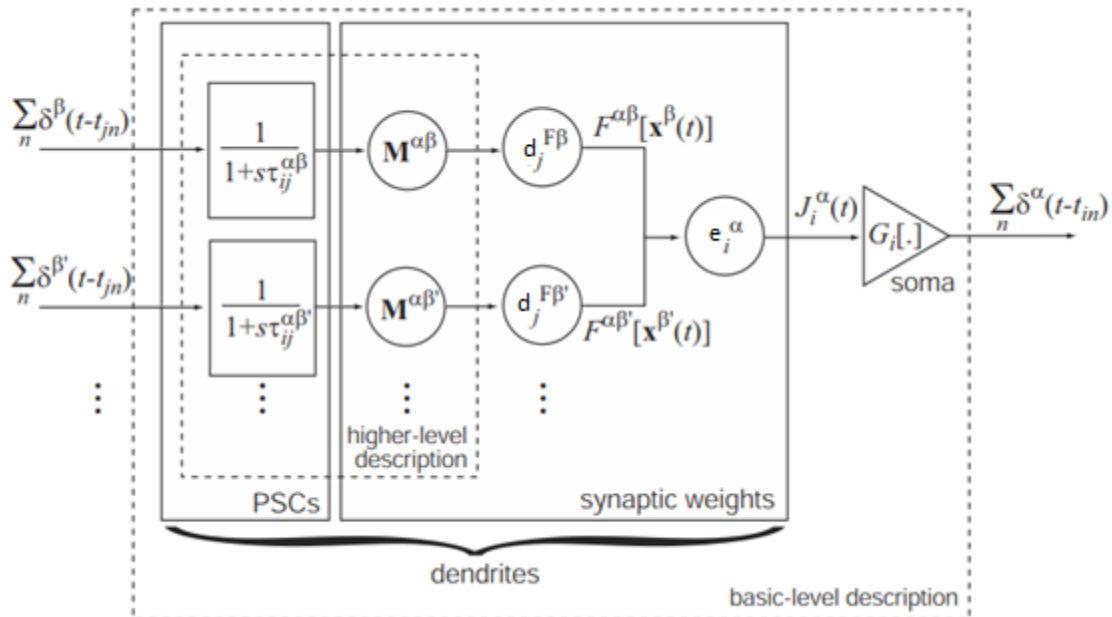 ∑ₙ δ^β(t-t_jn)
1
1+sτ_ij^αβ
M^αβ
d_j^Fβ
F^αβ[x^β(t)]
e_i^α
J_i^α(t)
G_i[.]
soma
∑ₙ δ^α(t-t_in)
∑ₙ δ^β'(t-t_jn)
1
1+sτ_ij^αβ'
M^αβ'
d_j^Fβ'
F^αβ'[x^β'(t)]
⋮ ⋮ ⋮ ⋮
higher-level
description
PSCs
synaptic weights
dendrites
basic-level description